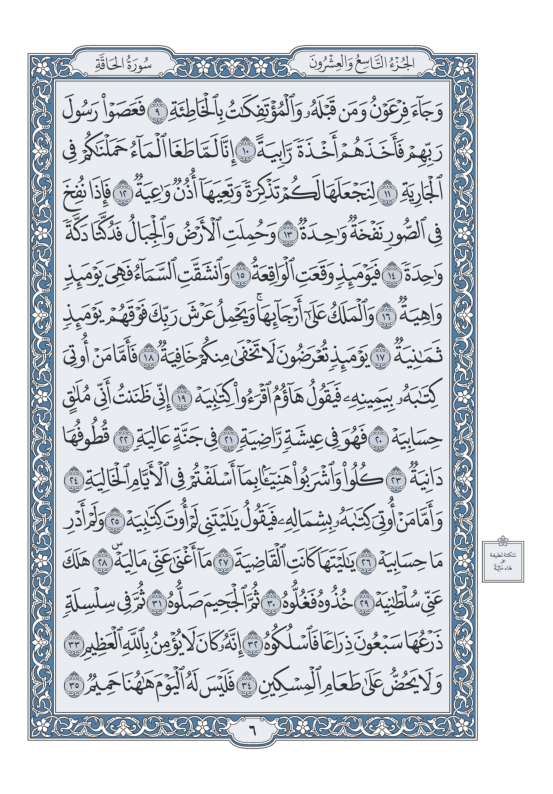 سُورَةُ الحَاقَّةِ
الجُزْءُ التَّاسِعُ وَالعِشْرُونَ
وَجَآءَ فِرْعَوْنُ وَمَن قَبْلَهُۥ وَٱلْمُؤْتَفِكَٰتُ بِٱلْخَاطِئَةِ ٩ فَعَصَوْا۟ رَسُولَ
رَبِّهِمْ فَأَخَذَهُمْ أَخْذَةً رَّابِيَةً ١٠ إِنَّا لَمَّا طَغَا ٱلْمَآءُ حَمَلْنَٰكُمْ فِى
ٱلْجَارِيَةِ ١١ لِنَجْعَلَهَا لَكُمْ تَذْكِرَةً وَتَعِيَهَآ أُذُنٌ وَٰعِيَةٌ ١٢ فَإِذَا نُفِخَ
فِى ٱلصُّورِ نَفْخَةٌ وَٰحِدَةٌ ١٣ وَحُمِلَتِ ٱلْأَرْضُ وَٱلْجِبَالُ فَدُكَّتَا دَكَّةً
وَٰحِدَةً ١٤ فَيَوْمَئِذٍ وَقَعَتِ ٱلْوَاقِعَةُ ١٥ وَٱنشَقَّتِ ٱلسَّمَآءُ فَهِىَ يَوْمَئِذٍ
وَاهِيَةٌ ١٦ وَٱلْمَلَكُ عَلَىٰٓ أَرْجَآئِهَا ۚ وَيَحْمِلُ عَرْشَ رَبِّكَ فَوْقَهُمْ يَوْمَئِذٍ
ثَمَٰنِيَةٌ ١٧ يَوْمَئِذٍ تُعْرَضُونَ لَا تَخْفَىٰ مِنكُمْ خَافِيَةٌ ١٨ فَأَمَّا مَنْ أُوتِىَ
كِتَٰبَهُۥ بِيَمِينِهِۦ فَيَقُولُ هَآؤُمُ ٱقْرَءُوا۟ كِتَٰبِيَهْ ١٩ إِنِّى ظَنَنتُ أَنِّى مُلَٰقٍ
حِسَابِيَهْ ٢٠ فَهُوَ فِى عِيشَةٍ رَّاضِيَةٍ ٢١ فِى جَنَّةٍ عَالِيَةٍ ٢٢ قُطُوفُهَا
دَانِيَةٌ ٢٣ كُلُوا۟ وَٱشْرَبُوا۟ هَنِيٓـًٔۢا بِمَآ أَسْلَفْتُمْ فِى ٱلْأَيَّامِ ٱلْخَالِيَةِ ٢٤
وَأَمَّا مَنْ أُوتِىَ كِتَٰبَهُۥ بِشِمَالِهِۦ فَيَقُولُ يَٰلَيْتَنِى لَمْ أُوتَ كِتَٰبِيَهْ ٢٥ وَلَمْ أَدْرِ
مَا حِسَابِيَهْ ٢٦ يَٰلَيْتَهَا كَانَتِ ٱلْقَاضِيَةَ ٢٧ مَآ أَغْنَىٰ عَنِّى مَالِيَهْ ۜ ٢٨ هَلَكَ
عَنِّى سُلْطَٰنِيَهْ ٢٩ خُذُوهُ فَغُلُّوهُ ٣٠ ثُمَّ ٱلْجَحِيمَ صَلُّوهُ ٣١ ثُمَّ فِى سِلْسِلَةٍ
ذَرْعُهَا سَبْعُونَ ذِرَاعًا فَٱسْلُكُوهُ ٣٢ إِنَّهُۥ كَانَ لَا يُؤْمِنُ بِٱللَّهِ ٱلْعَظِيمِ ٣٣
وَلَا يَحُضُّ عَلَىٰ طَعَامِ ٱلْمِسْكِينِ ٣٤ فَلَيْسَ لَهُ ٱلْيَوْمَ هَٰهُنَا حَمِيمٌ ٣٥
سكتة لطيفة
على
هاء ماليهۜ
٦